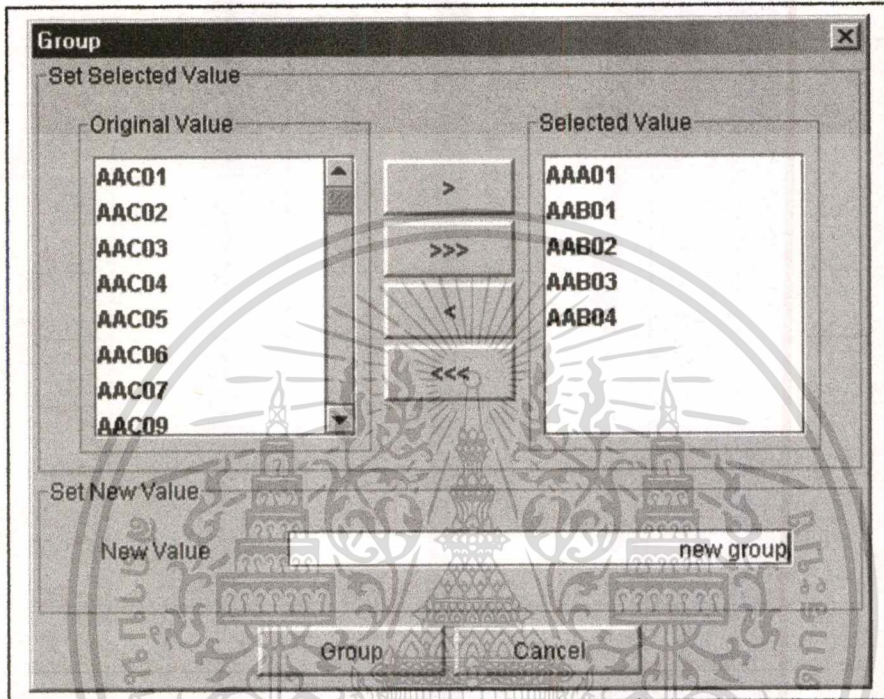 Group
Set Selected Value
Original Value
AAC01
AAC02
AAC03
AAC04
AAC05
AAC06
AAC07
AAC09
>
>>>
<
<<<
Selected Value
AAA01
AAB01
AAB02
AAB03
AAB04
Set New Value
New Value
new group
Group
Cancel